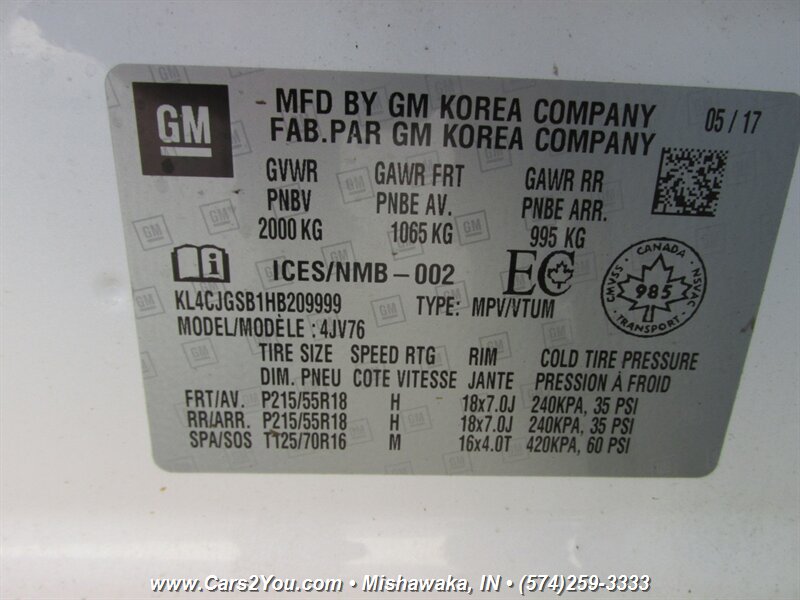 GM
MFD BY GM KOREA COMPANY 05 / 17
FAB.PAR GM KOREA COMPANY
GVWR GAWR FRT GAWR RR
PNBV PNBE AV. PNBE ARR.
2000 KG 1065 KG 995 KG
ICES/NMB-002 EC
CANADA
CMVSS NSVAC
985
TRANSPORT
KL4CJGSB1HB209999 TYPE: MPV/VTUM
MODEL/MODÈLE : 4JV76
TIRE SIZE SPEED RTG RIM COLD TIRE PRESSURE
DIM. PNEU COTE VITESSE JANTE PRESSION À FROID
FRT/AV. P215/55R18 H 18x7.0J 240KPA, 35 PSI
RR/ARR. P215/55R18 H 18x7.0J 240KPA, 35 PSI
SPA/SOS T125/70R16 M 16x4.0T 420KPA, 60 PSI
www.Cars2You.com • Mishawaka, IN • (574)259-3333